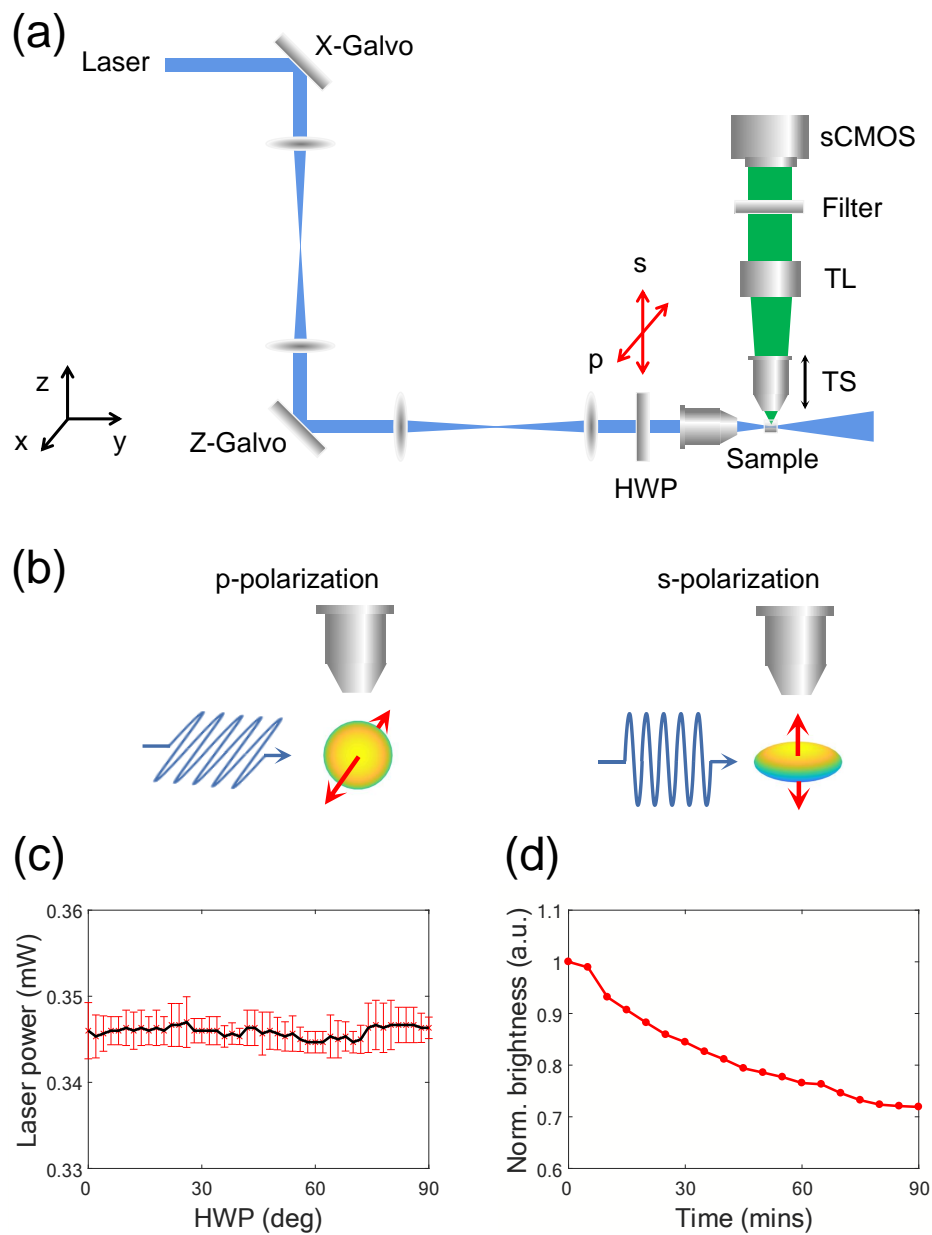 (a)
X-Galvo
Laser
sCMOS
Filter
s
TL
p
TS
z
x
y
Z-Galvo
Sample
HWP
(b)
p-polarization
s-polarization
(c)
(d)
0.36
0.35
0.34
0.33
Laser power (mW)
0
30
60
90
HWP (deg)
1.1
1
0.9
0.8
0.7
0.6
Norm. brightness (a.u.)
0
30
60
90
Time (mins)